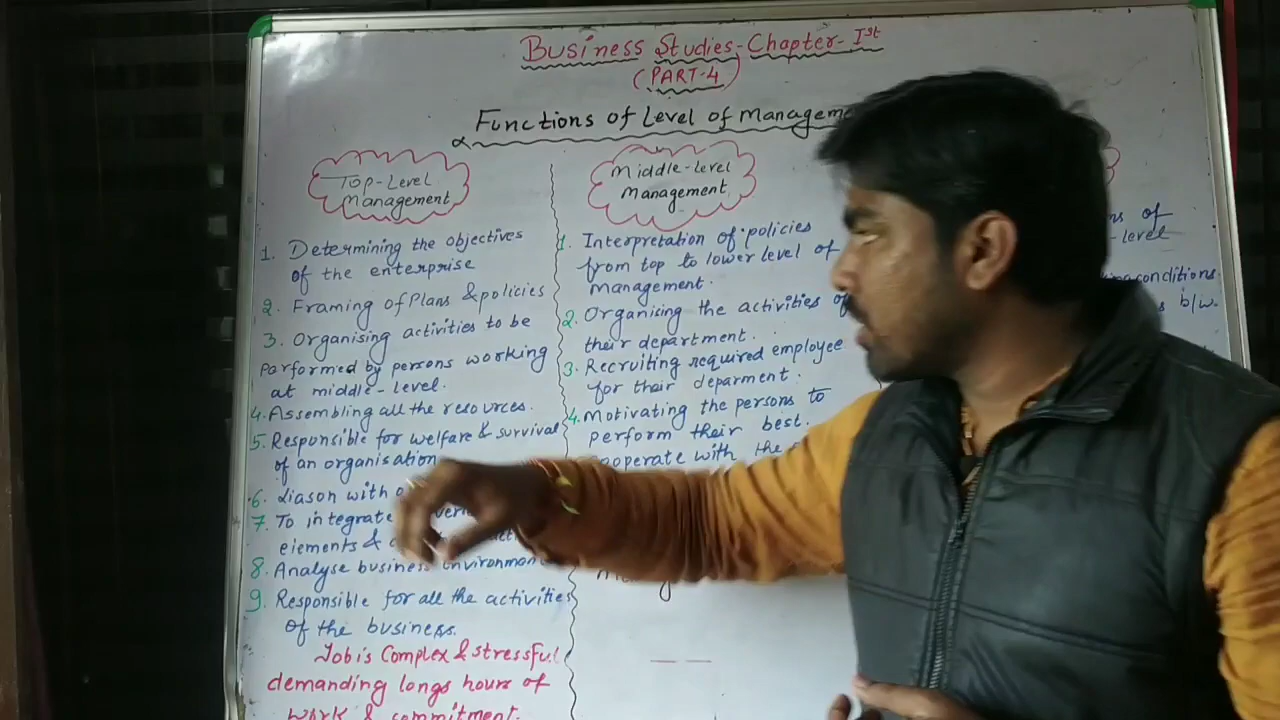 Business Studies-Chapter-Ist
(PART-4)
Functions of Level of
Top-Level
Management
1. Determining the objectives
of the enterprise
2. Framing of Plans & policies
3. Organising activities to be
Parformed by persons working
at middle-level.
4. Assembling all the resources.
5. Responsible for welfare & survival
of an organisation
6. Liason with
7. To integrate
elements &
8. Analyse business
9. Responsible for all the activities
of the business.
Job is Complex & stressful
demanding longs hours of
work & commitment.
Middle-Level
Management
1. Interpretation of policies
from top to lower level of
management.
2. Organising the activities of
their department.
3. Recruiting required employee
for their deparment.
4. Motivating the persons to
perform their best.
cooperate with the
of
level
conditions.
b/w.